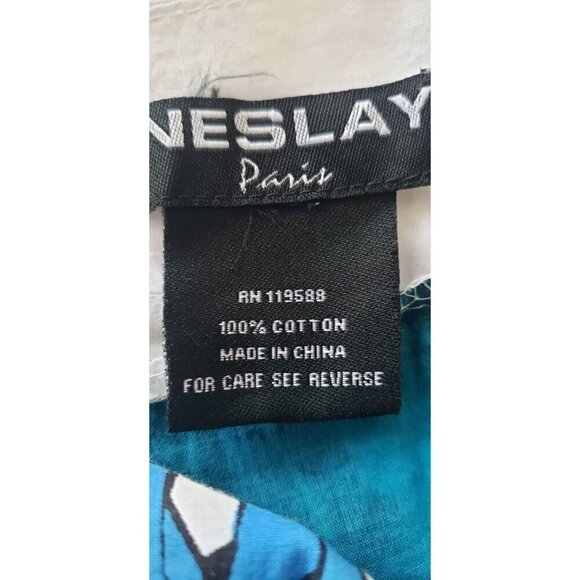 NESLAY
Paris
RN 119588
100% COTTON
MADE IN CHINA
FOR CARE SEE REVERSE